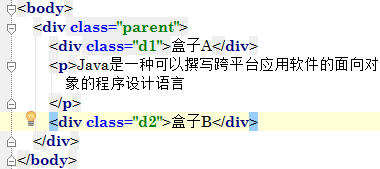 <body>
<div class="parent">
<div class="d1">盒子A</div>
<p>Java是一种可以撰写跨平台应用软件的面向对
象的程序设计语言
</p>
<div class="d2">盒子B</div>
</div>
</body>